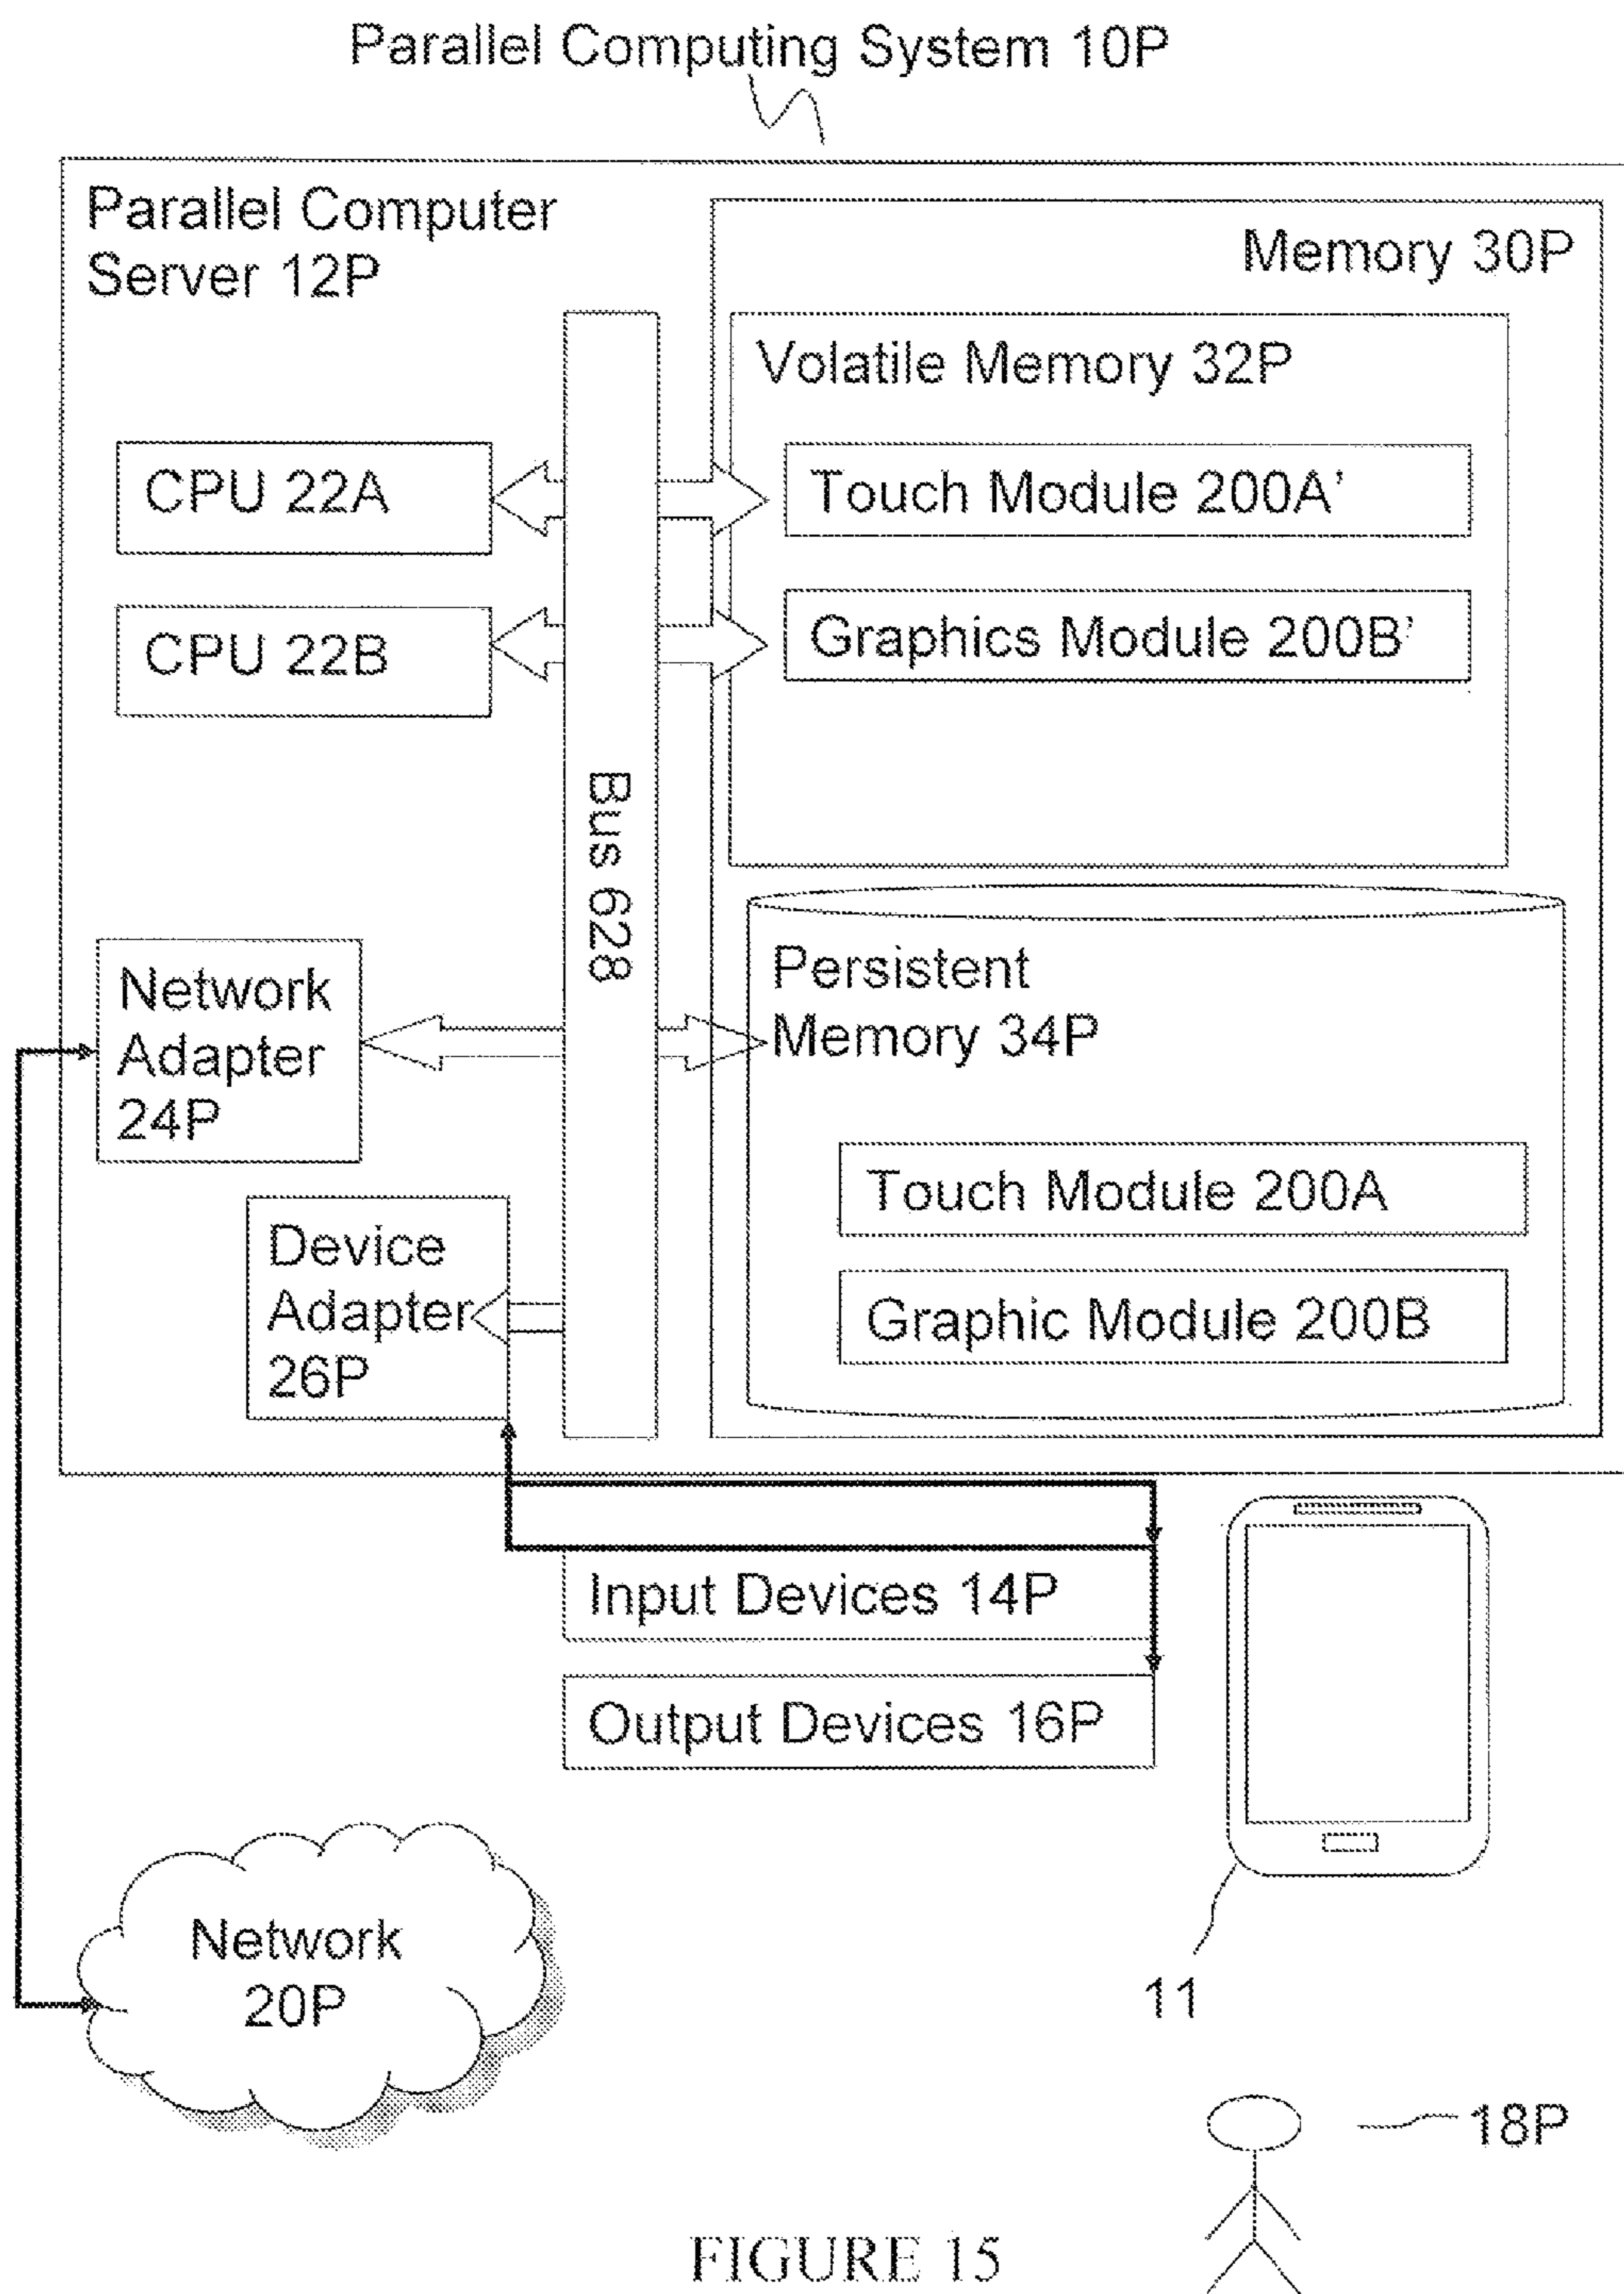 Parallel Computing System 10P
Parallel Computer
Server 12P
Memory 30P
Volatile Memory 32P
CPU 22A
Touch Module 200A'
CPU 22B
Graphics Module 200B'
Bus 628
Network
Adapter
24P
Persistent
Memory 34P
Touch Module 200A
Device
Adapter
26P
Graphic Module 200B
Input Devices 14P
Output Devices 16P
Network
20P
11
18P
FIGURE 15